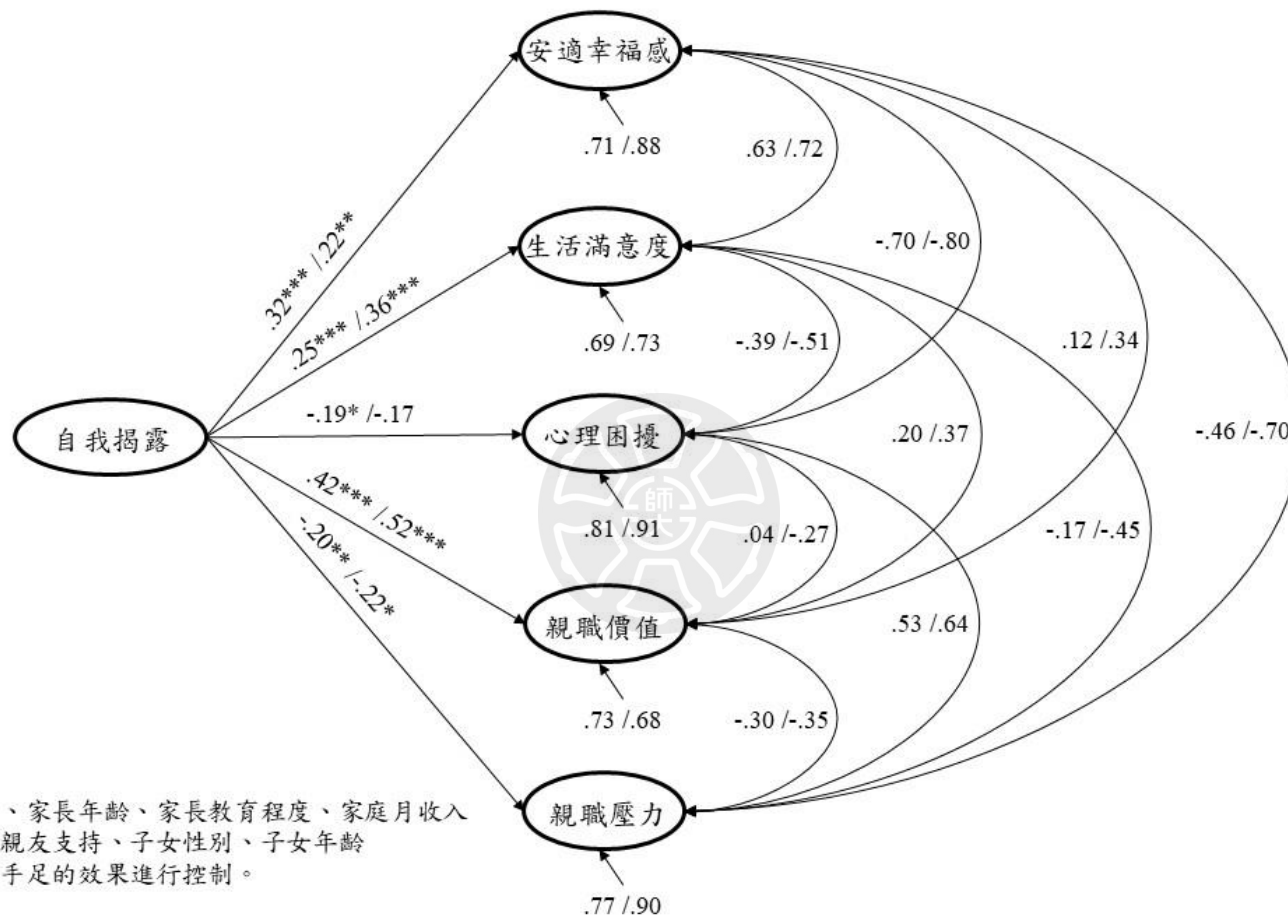 安適幸福感
.71 /.88
.63 /.72
.32*** /.22**
生活滿意度
-.70 /-.80
.25*** /.36***
.69 /.73
-.39 /-.51
.12 /.34
自我揭露
-.19* /-.17
心理困擾
.20 /.37
-.46 /-.70
師大
.42*** /.52***
.81 /.91
.04 /-.27
-.17 /-.45
-.20** /-.22*
親職價值
.53 /.64
.73 /.68
-.30 /-.35
親職壓力
、家長年齡、家長教育程度、家庭月收入
親友支持、子女性別、子女年齡
手足的效果進行控制。
.77 /.90